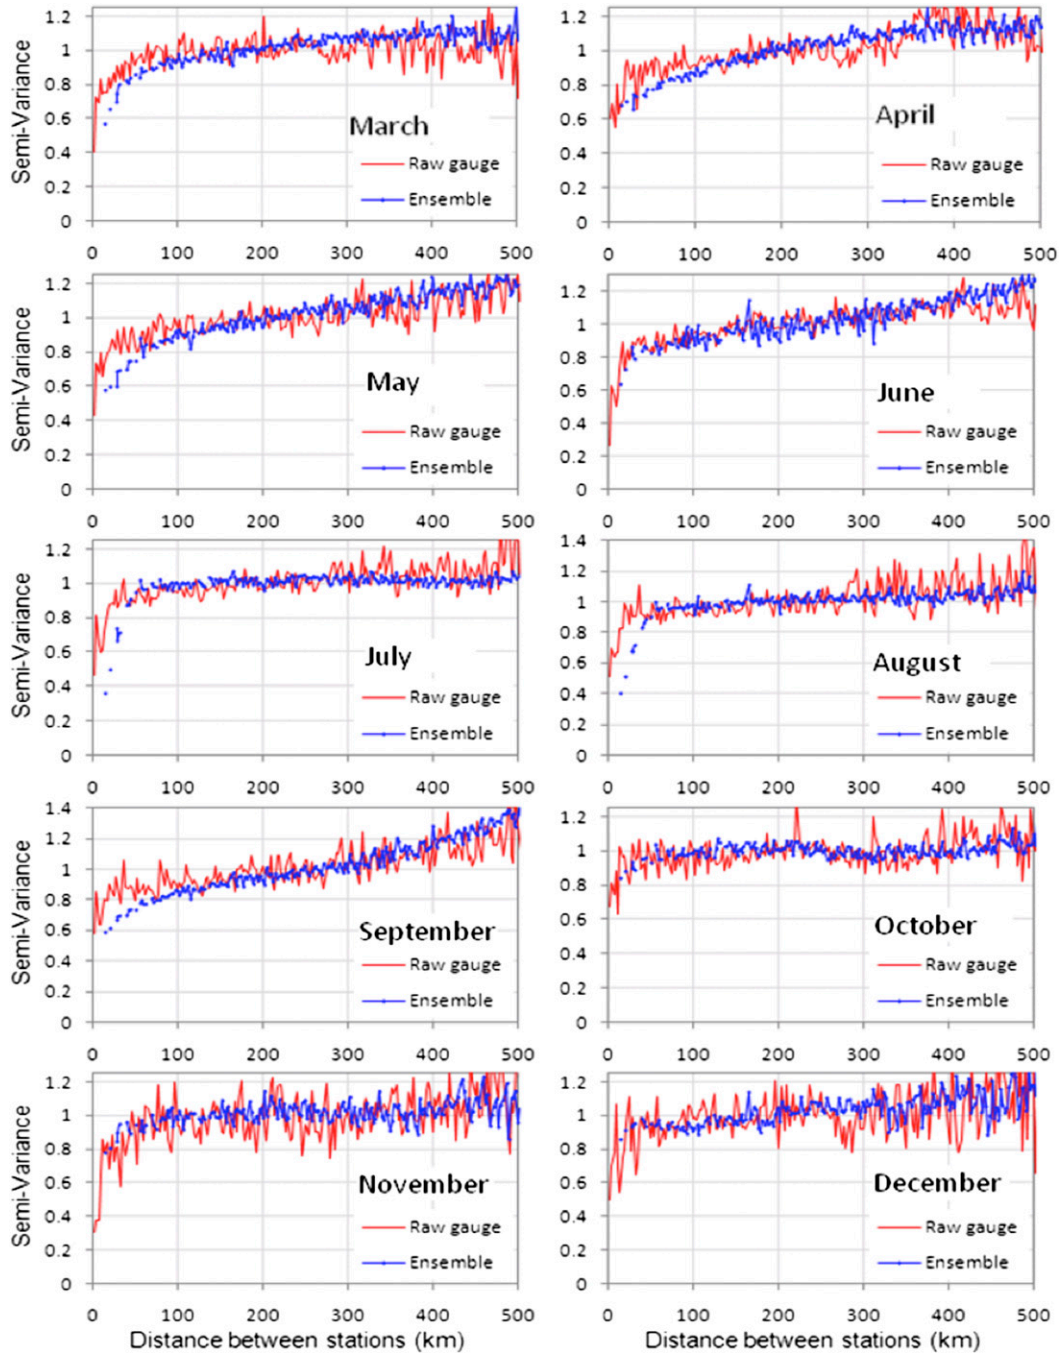 Semi-Variance
1.2
1
0.8
0.6
0.4
0.2
0
March
Raw gauge
Ensemble
0 100 200 300 400 500
1.2
1
0.8
0.6
0.4
0.2
0
April
Raw gauge
Ensemble
0 100 200 300 400 500
Semi-Variance
1.2
1
0.8
0.6
0.4
0.2
0
May
Raw gauge
Ensemble
0 100 200 300 400 500
1.2
1
0.8
0.6
0.4
0.2
0
June
Raw gauge
Ensemble
0 100 200 300 400 500
Semi-Variance
1.2
1
0.8
0.6
0.4
0.2
0
July
Raw gauge
Ensemble
0 100 200 300 400 500
1.4
1.2
1
0.8
0.6
0.4
0.2
0
August
Raw gauge
Ensemble
0 100 200 300 400 500
Semi-Variance
1.4
1.2
1
0.8
0.6
0.4
0.2
0
September
Raw gauge
Ensemble
0 100 200 300 400 500
1.2
1
0.8
0.6
0.4
0.2
0
October
Raw gauge
Ensemble
0 100 200 300 400 500
Semi-Variance
1.2
1
0.8
0.6
0.4
0.2
0
November
Raw gauge
Ensemble
0 100 200 300 400 500
Distance between stations (km)
1.2
1
0.8
0.6
0.4
0.2
0
December
Raw gauge
Ensemble
0 100 200 300 400 500
Distance between stations (km)